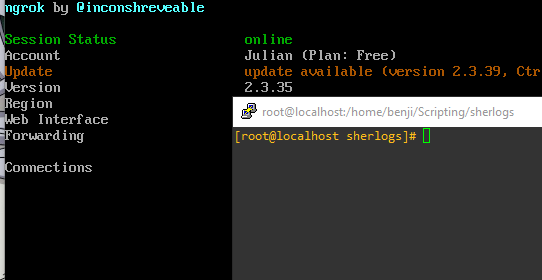 ngrok by @inconshreveable
Session Status online
Account Julian (Plan: Free)
Update update available (version 2.3.39, Ctr
Version 2.3.35
Region
Web Interface
Forwarding
Connections
root@localhost:/home/benji/Scripting/sherlogs
[root@localhost sherlogs]#